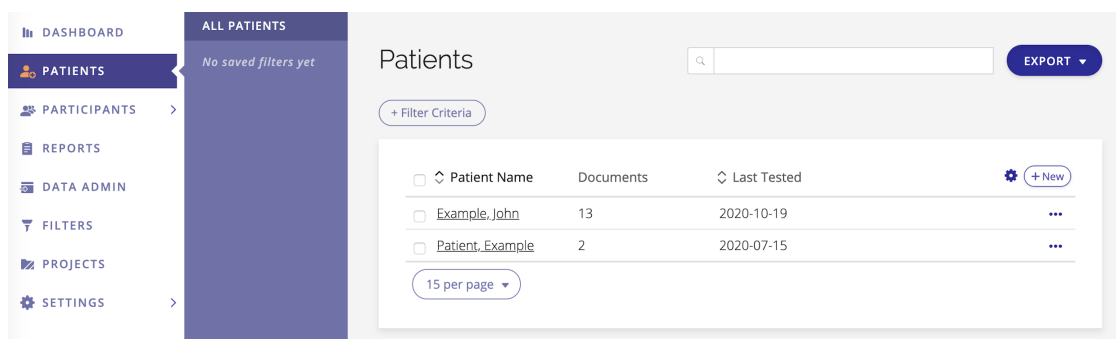 DASHBOARD
PATIENTS
PARTICIPANTS
REPORTS
DATA ADMIN
FILTERS
PROJECTS
SETTINGS
ALL PATIENTS
No saved filters yet
Patients
EXPORT
+ Filter Criteria
Patient Name Documents Last Tested + New
Example, John 13 2020-10-19
Patient, Example 2 2020-07-15
15 per page